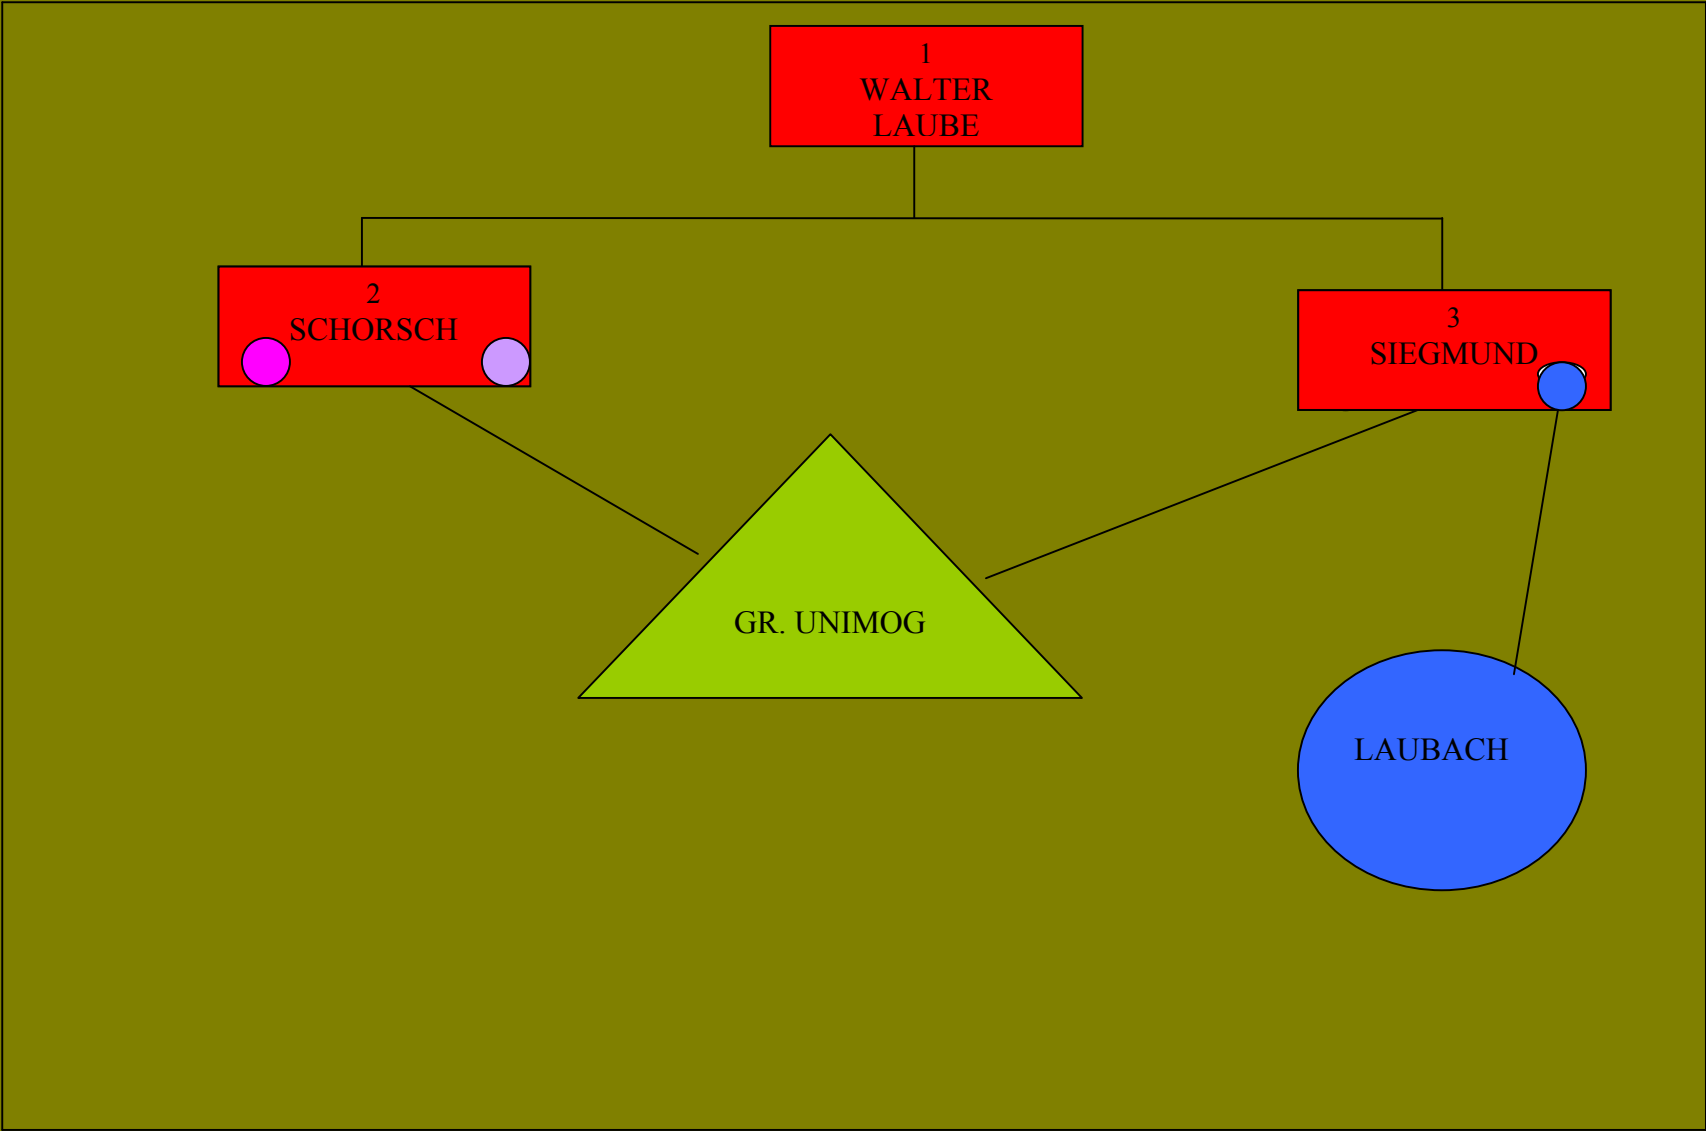 1
WALTER
LAUBE
2
SCHORSCH
3
SIEGMUND
GR. UNIMOG
LAUBACH